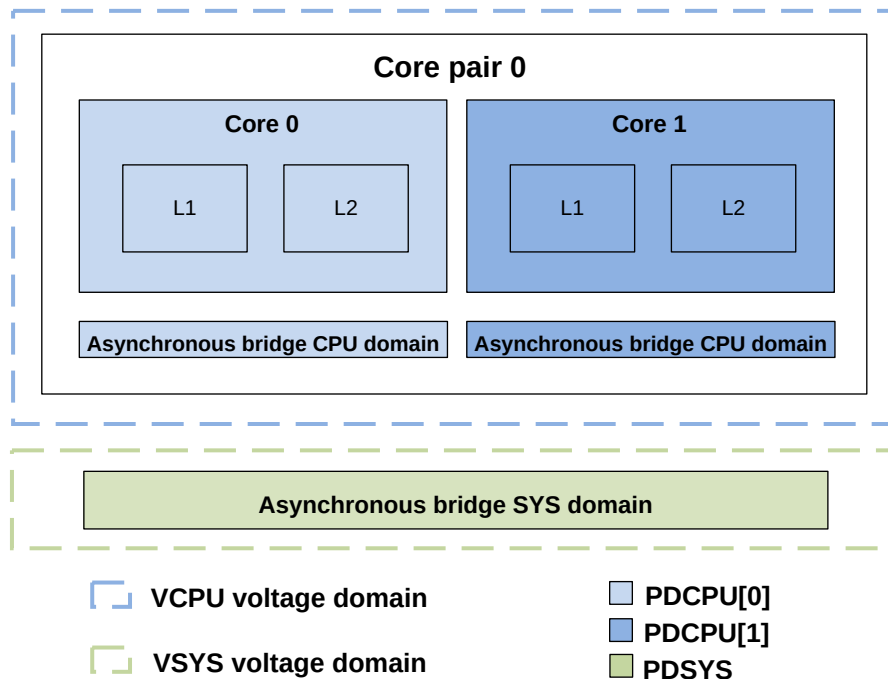 Core pair 0
Core 0
Core 1
L1
L2
L1
L2
Asynchronous bridge CPU domain
Asynchronous bridge CPU domain
Asynchronous bridge SYS domain
VCPU voltage domain
VSYS voltage domain
PDCPU[0]
PDCPU[1]
PDSYS